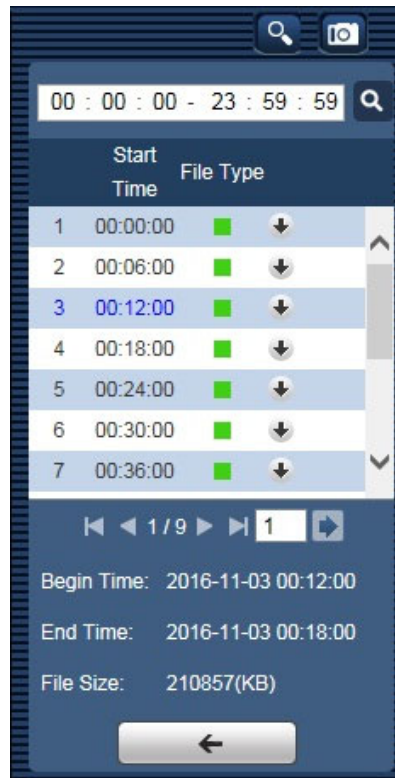 00 : 00 : 00 - 23 : 59 : 59
Start Time File Type
1 00:00:00
2 00:06:00
3 00:12:00
4 00:18:00
5 00:24:00
6 00:30:00
7 00:36:00
1 / 9 1
Begin Time: 2016-11-03 00:12:00
End Time: 2016-11-03 00:18:00
File Size: 210857(KB)